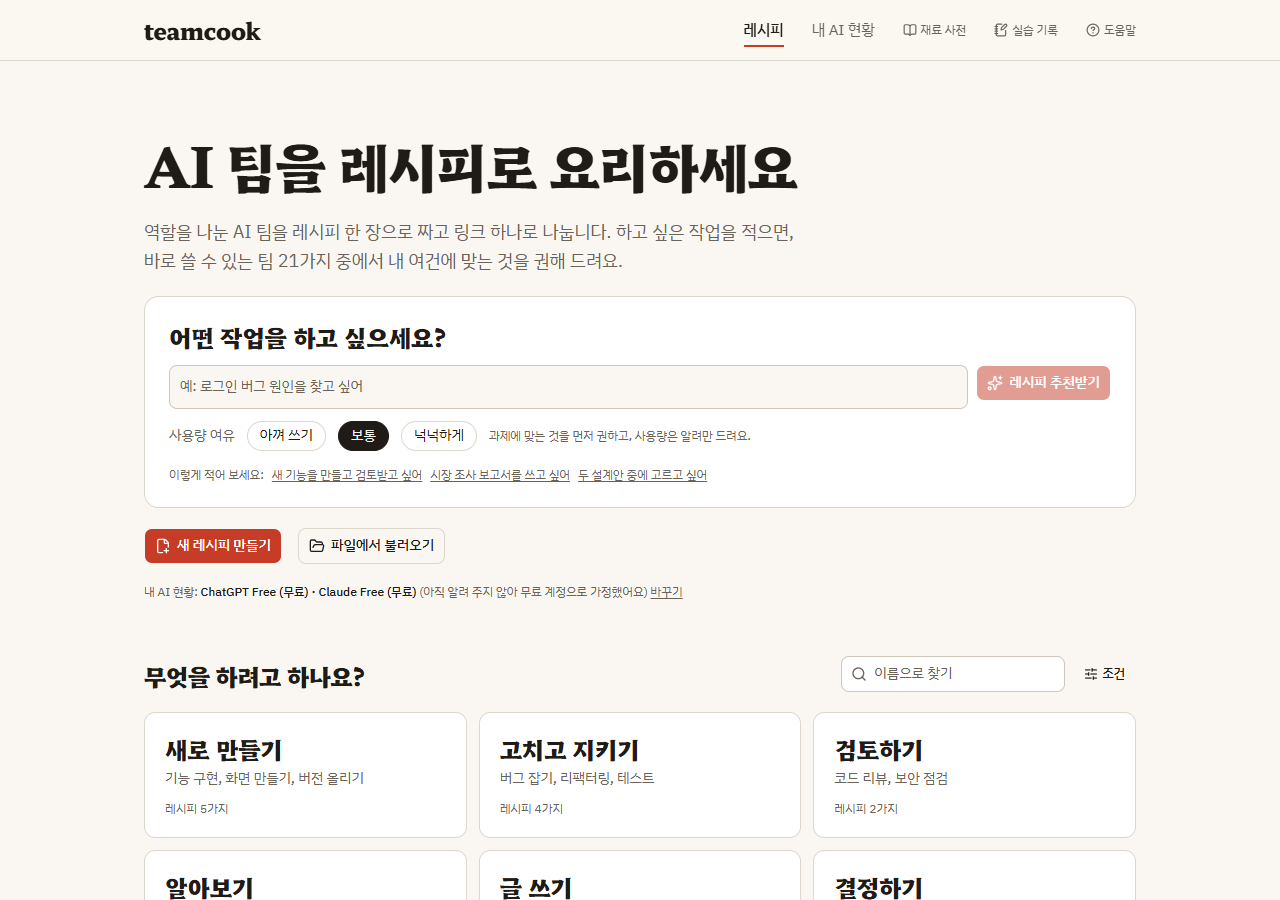 teamcook
레시피
내 AI 현황
재료 사전
실습 기록
도움말
AI 팀을 레시피로 요리하세요
역할을 나눈 AI 팀을 레시피 한 장으로 짜고 링크 하나로 나눕니다. 하고 싶은 작업을 적으면,
바로 쓸 수 있는 팀 21가지 중에서 내 여건에 맞는 것을 권해 드려요.
어떤 작업을 하고 싶으세요?
예: 로그인 버그 원인을 찾고 싶어
레시피 추천받기
사용량 여유
아껴 쓰기
보통
넉넉하게
과제에 맞는 것을 먼저 권하고, 사용량은 알려만 드려요.
이렇게 적어 보세요: 새 기능을 만들고 검토받고 싶어 시장 조사 보고서를 쓰고 싶어 두 설계안 중에 고르고 싶어
새 레시피 만들기
파일에서 불러오기
내 AI 현황: ChatGPT Free (무료) · Claude Free (무료) (아직 알려 주지 않아 무료 계정으로 가정했어요) 바꾸기
무엇을 하려고 하나요?
이름으로 찾기
조건
새로 만들기
기능 구현, 화면 만들기, 버전 올리기
레시피 5가지
고치고 지키기
버그 잡기, 리팩터링, 테스트
레시피 4가지
검토하기
코드 리뷰, 보안 점검
레시피 2가지
알아보기
글 쓰기
결정하기